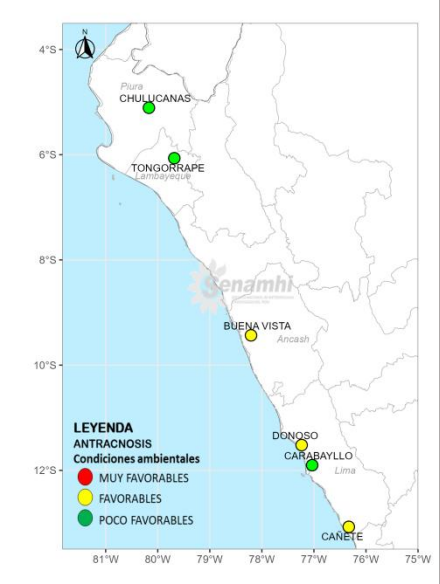 4°S
N
Piura
CHULUCANAS
6°S
TONGORRAPE
Lambayeque
8°S
Senamhi
BUENA VISTA
Ancash
10°S
DONOSO
CARABAYLLO
Lima
12°S
CAÑETE
LEYENDA
ANTRACNOSIS
Condiciones ambientales
MUY FAVORABLES
FAVORABLES
POCO FAVORABLES
81°W 80°W 79°W 78°W 77°W 76°W 75°W